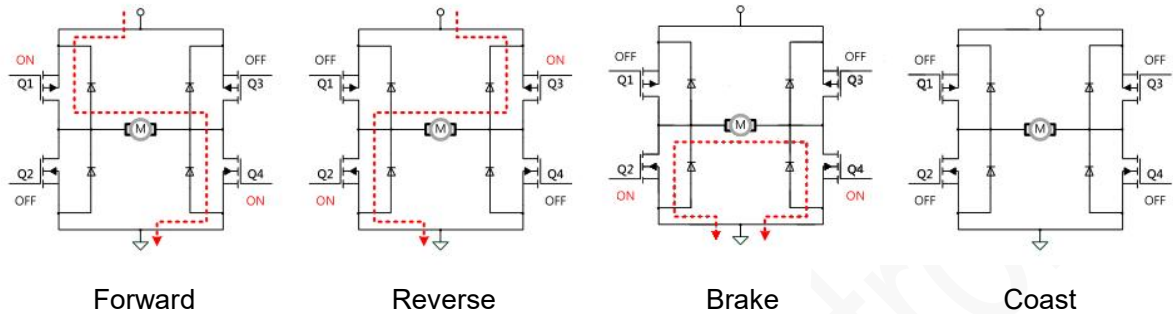 ON OFF OFF ON OFF OFF OFF OFF
Q1 Q3 Q1 Q3 Q1 Q3 Q1 Q3
M M M M
Q2 Q4 Q2 Q4 Q2 Q4 Q2 Q4
OFF ON ON OFF ON ON OFF OFF
Forward Reverse Brake Coast